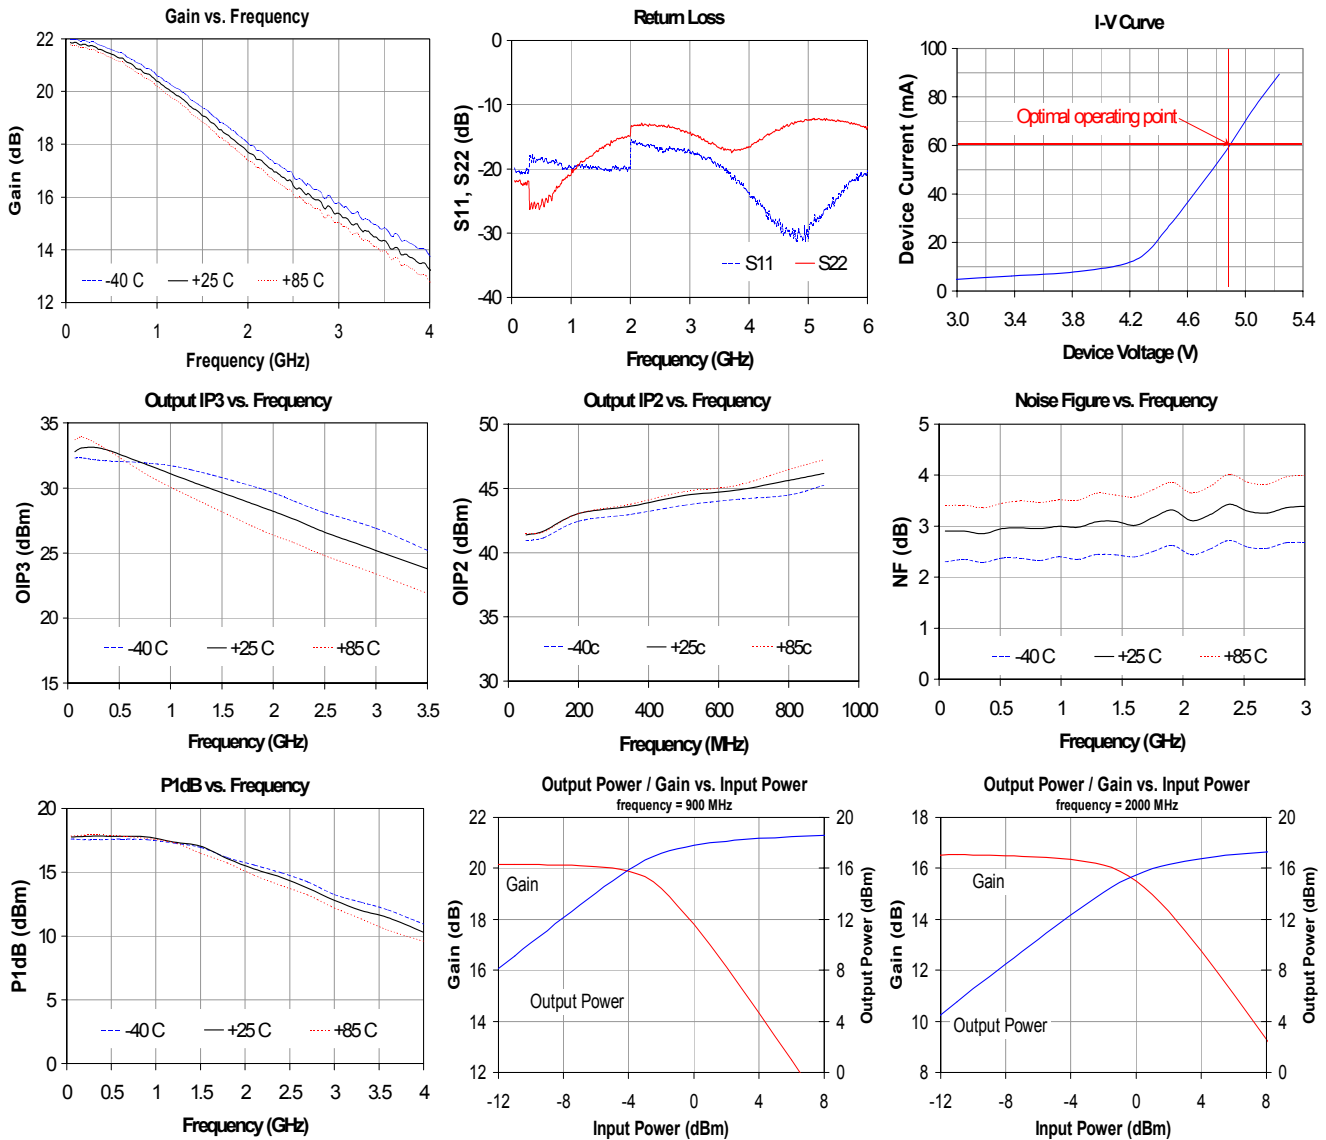 Gain vs. Frequency
Gain (dB)
22
20
18
16
14
12
-40 C
+25 C
+85 C
0
1
2
3
4
Frequency (GHz)
Return Loss
S11, S22 (dB)
0
-10
-20
-30
-40
S11
S22
0
1
2
3
4
5
6
Frequency (GHz)
I-V Curve
Device Current (mA)
100
80
60
40
20
0
Optimal operating point
3.0
3.4
3.8
4.2
4.6
5.0
5.4
Device Voltage (V)
Output IP3 vs. Frequency
OIP3 (dBm)
35
30
25
20
15
-40 C
+25 C
+85 C
0
0.5
1
1.5
2
2.5
3
3.5
Frequency (GHz)
Output IP2 vs. Frequency
OIP2 (dBm)
50
45
40
35
30
-40c
+25c
+85c
0
200
400
600
800
1000
Frequency (MHz)
Noise Figure vs. Frequency
NF (dB)
5
4
3
2
1
0
-40 C
+25 C
+85 C
0
0.5
1
1.5
2
2.5
3
Frequency (GHz)
P1dB vs. Frequency
P1dB (dBm)
20
15
10
5
0
-40 C
+25 C
+85 C
0
0.5
1
1.5
2
2.5
3
3.5
4
Frequency (GHz)
Output Power / Gain vs. Input Power
frequency = 900 MHz
Gain (dB)
22
20
18
16
14
12
Gain
Output Power
20
16
12
8
4
0
Output Power (dBm)
-12
-8
-4
0
4
8
Input Power (dBm)
Output Power / Gain vs. Input Power
frequency = 2000 MHz
Gain (dB)
18
16
14
12
10
8
Gain
Output Power
20
16
12
8
4
0
Output Power (dBm)
-12
-8
-4
0
4
8
Input Power (dBm)